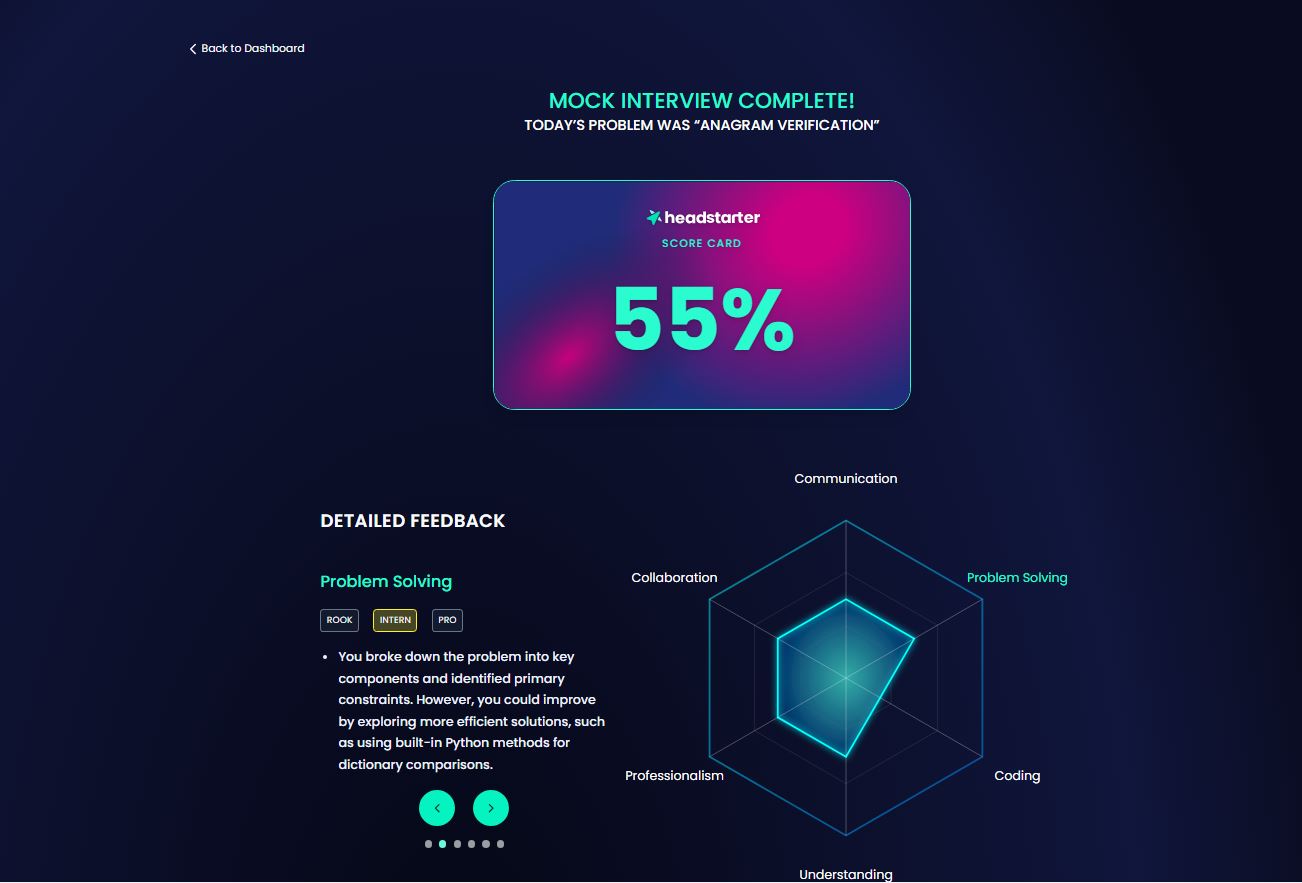 Back to Dashboard
MOCK INTERVIEW COMPLETE!
TODAY'S PROBLEM WAS “ANAGRAM VERIFICATION”
headstarter
SCORE CARD
55%
DETAILED FEEDBACK
Problem Solving
ROOK INTERN PRO
• You broke down the problem into key
components and identified primary
constraints. However, you could improve
by exploring more efficient solutions, such
as using built-in Python methods for
dictionary comparisons.
Communication
Collaboration
Problem Solving
Professionalism
Coding
Understanding